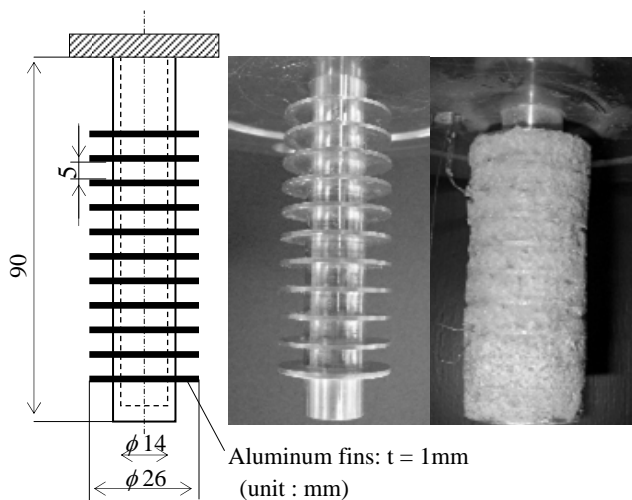 5
90
ϕ14
ϕ26
Aluminum fins: t = 1mm
(unit : mm)